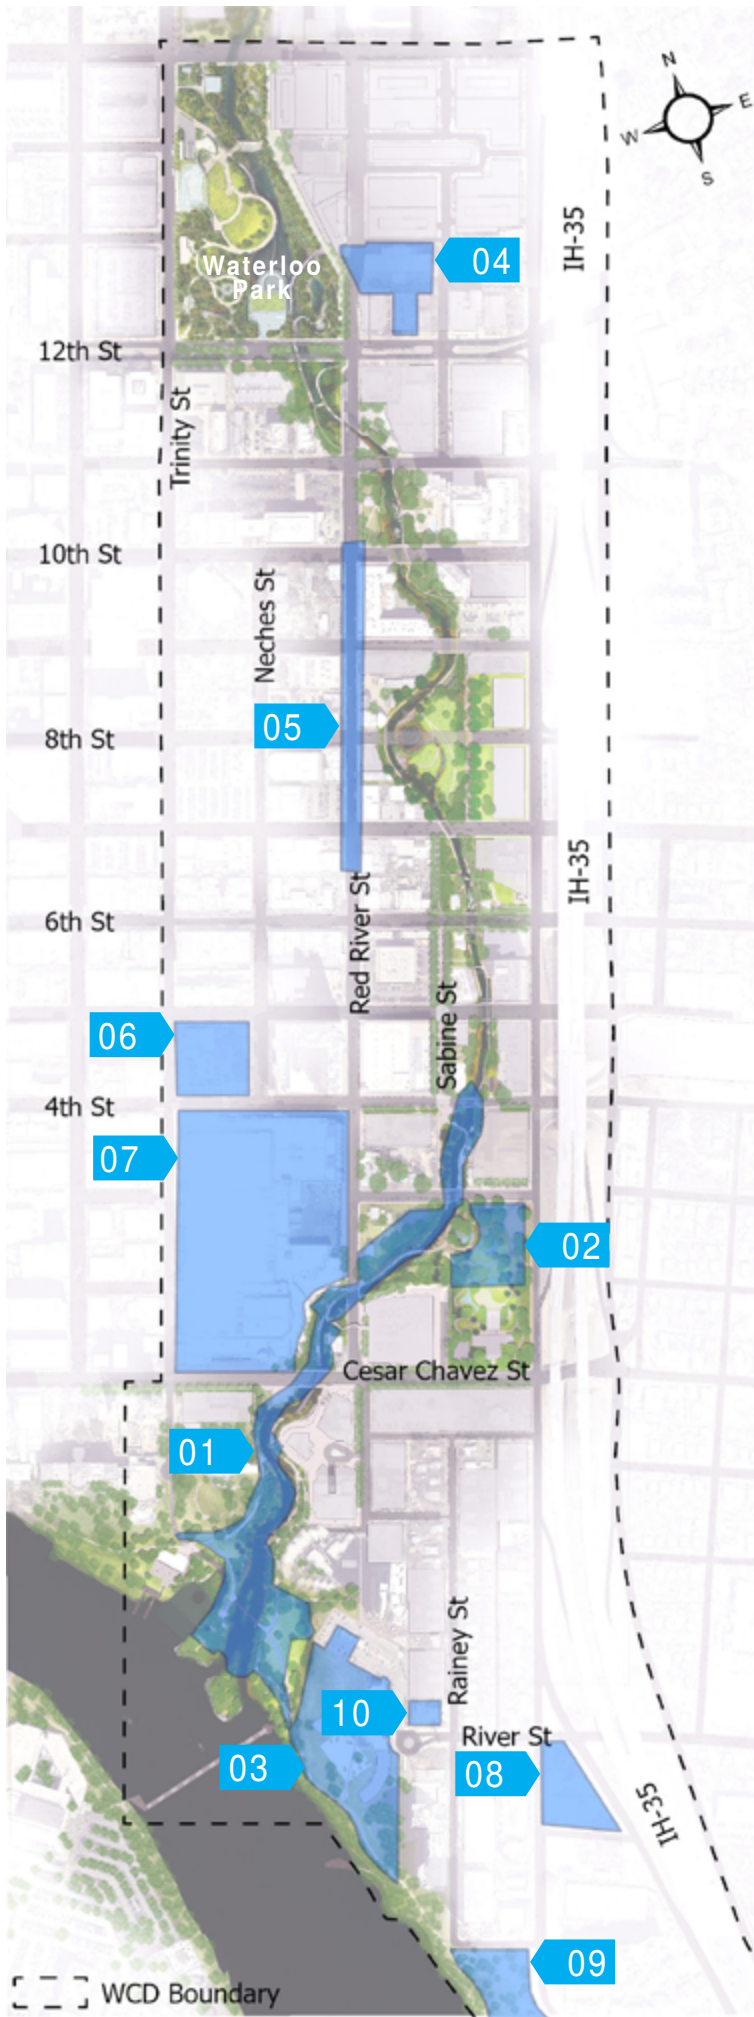 N
E
W
S
IH-35
04
Waterloo
Park
12th St
Trinity St
10th St
Neches St
05
8th St
IH-35
6th St
Red River St
Sabine St
06
4th St
07
02
Cesar Chavez St
01
Rainey St
10
River St
03
08
IH-35
09
WCD Boundary